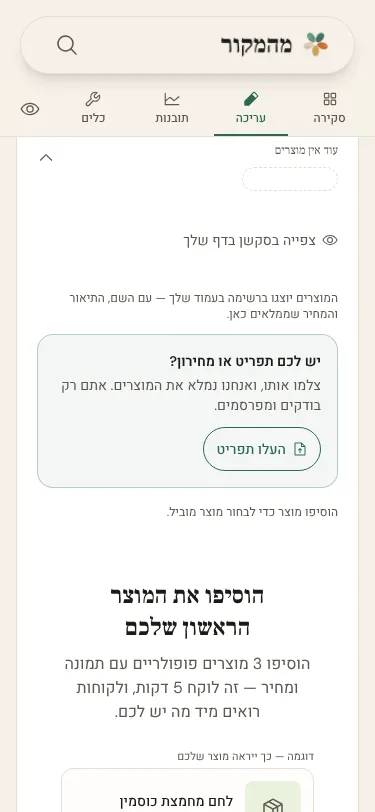 מהמקור
סקירה
עריכה
תובנות
כלים
עוד אין מוצרים
צפייה בסקשן בדף שלך
המוצרים יוצגו ברשימה בעמוד שלך — עם השם, התיאור
והמחיר שממלאים כאן.
יש לכם תפריט או מחירון?
צלמו אותו, ואנחנו נמלא את המוצרים. אתם רק
בודקים ומפרסמים.
העלו תפריט
הוסיפו מוצר כדי לבחור מוצר מוביל.
הוסיפו את המוצר
הראשון שלכם
הוסיפו 3 מוצרים פופולריים עם תמונה
ומחיר — זה לוקח 5 דקות, ולקוחות
רואים מיד מה יש לכם.
דוגמה — כך ייראה מוצר שלכם
לחם מחמצת כוסמין